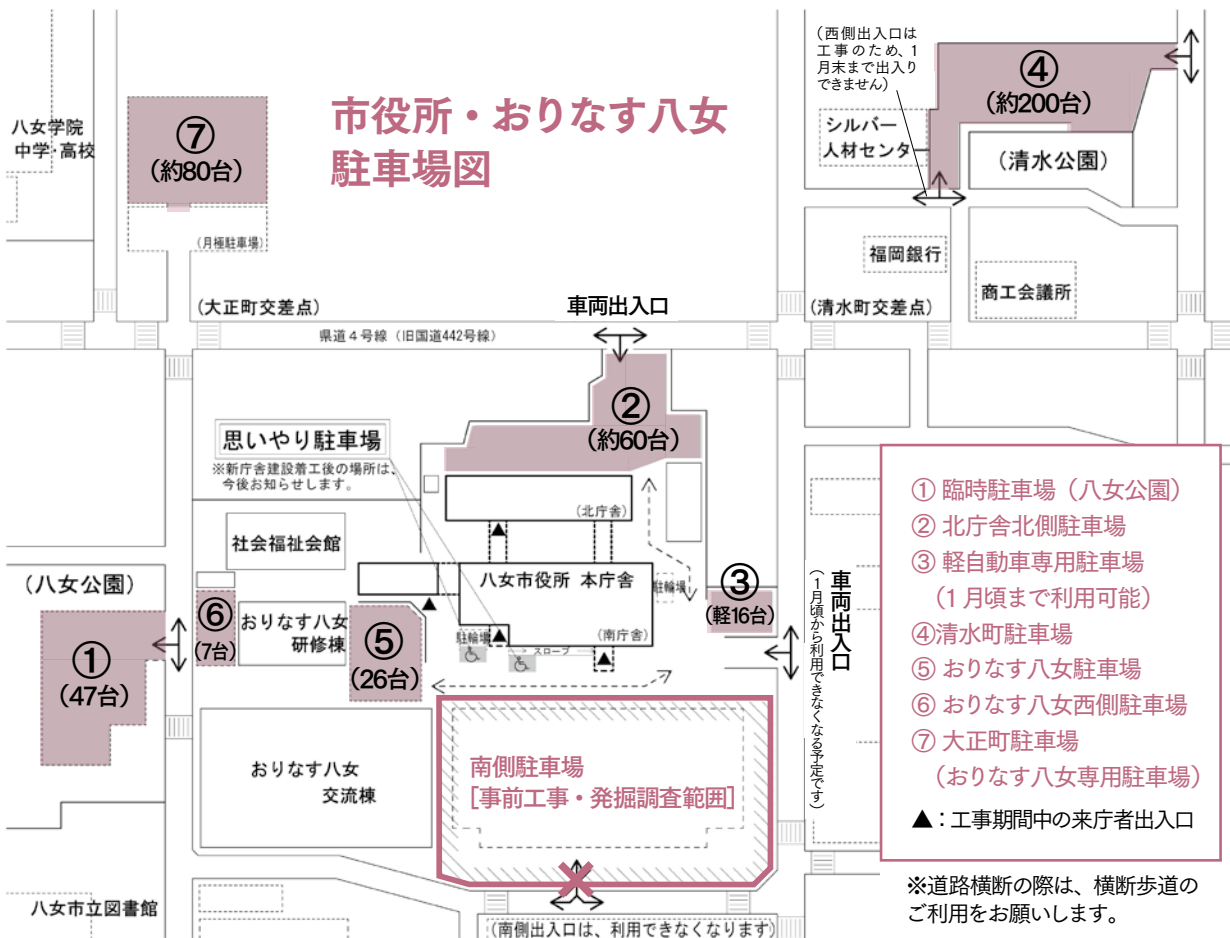 市役所・おりなす八女
駐車場図
八女学院
中学・高校
⑦
(約80台)
(月極駐車場)
(西側出入口は
工事のため、1
月末まで出入り
できません)
④
(約200台)
シルバー
人材センター
(清水公園)
福岡銀行
商工会議所
(大正町交差点)
車両出入口
(清水町交差点)
県道4号線(旧国道442号線)
②
(約60台)
思いやり駐車場
※新庁舎建設着工後の場所は、
今後お知らせします。
(北庁舎)
社会福祉会館
八女市役所 本庁舎
駐輪場
③
(軽16台)
車両出入口
(1月頃から利用できなくなる予定です)
(八女公園)
①
(47台)
⑥
(7台)
おりなす八女
研修棟
⑤
(26台)
駐輪場
スロープ
(南庁舎)
おりなす八女
交流棟
南側駐車場
[事前工事・発掘調査範囲]
八女市立図書館
(南側出入口は、利用できなくなります)
① 臨時駐車場(八女公園)
② 北庁舎北側駐車場
③ 軽自動車専用駐車場
(1月頃まで利用可能)
④清水町駐車場
⑤ おりなす八女駐車場
⑥ おりなす八女西側駐車場
⑦ 大正町駐車場
(おりなす八女専用駐車場)
▲:工事期間中の来庁者出入口
※道路横断の際は、横断歩道の
ご利用をお願いします。